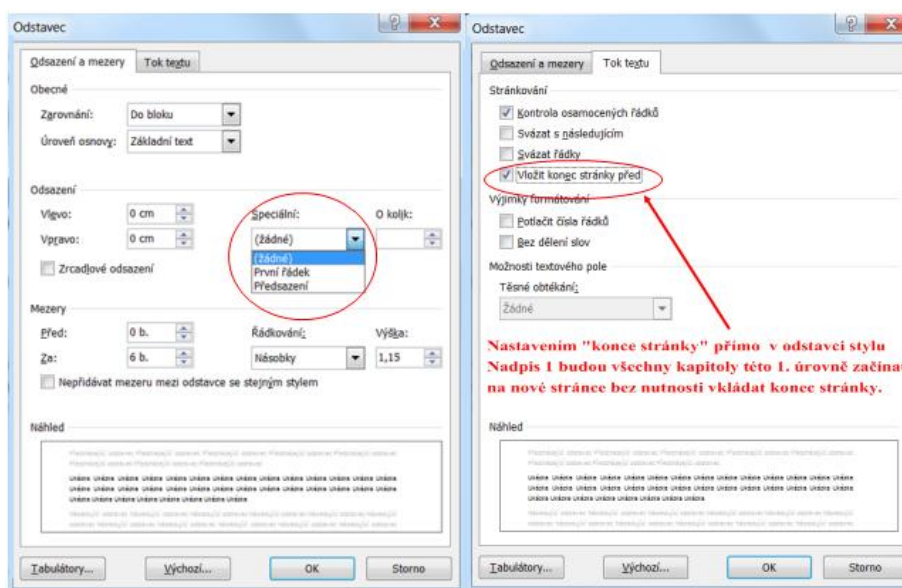 Odstavec
Odsazení a mezery Tok textu
Obecné
Zarovnání: Do bloku
Úroveň osnovy: Základní text
Odsazení
Vlevo: 0 cm Speciální: O kolik:
Vpravo: 0 cm (žádné)
(žádné)
Zrcadlové odsazení První řádek
Předsazení
Mezery
Před: 0 b. Řádkování: Výška:
Za: 6 b. Násobky 1,15
Nepřidávat mezeru mezi odstavce se stejným stylem
Náhled
Tabulátory... Výchozí... OK Storno
Odstavec
Odsazení a mezery Tok textu
Stránkování
Kontrola osamocených řádků
Svázat s následujícím
Svázat řádky
Vložit konec stránky před
Výjimky formátování
Potlačit čísla řádků
Bez dělení slov
Možnosti textového pole
Těsné obtékání:
Žádné
Nastavením "konce stránky" přímo v odstavci stylu
Nadpis 1 budou všechny kapitoly této 1. úrovně začínat
na nové stránce bez nutnosti vkládat konec stránky.
Náhled
Tabulátory... Výchozí... OK Storno